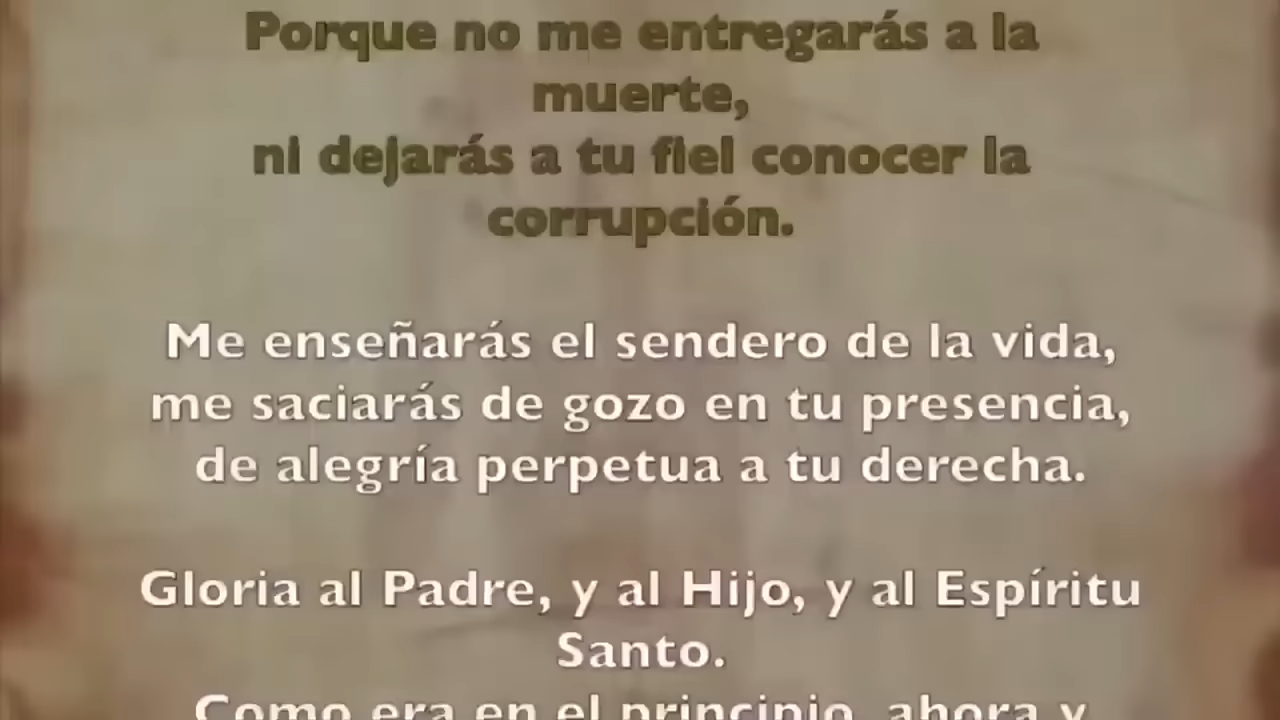 Porque no me entregarás a la
muerte,
ni dejarás a tu fiel conocer la
corrupción.
Me enseñarás el sendero de la vida,
me saciarás de gozo en tu presencia,
de alegría perpetua a tu derecha.
Gloria al Padre, y al Hijo, y al Espíritu
Santo.
Como era en el principio, ahora y